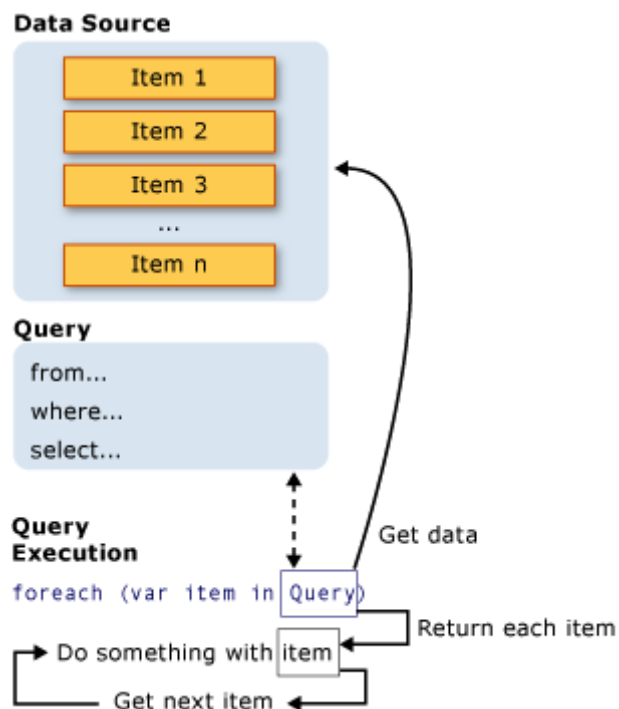 Data Source
Item 1
Item 2
Item 3
...
Item n
Query
from...
where...
select...
Query
Execution
Get data
foreach (var item in Query)
Return each item
Do something with item
Get next item